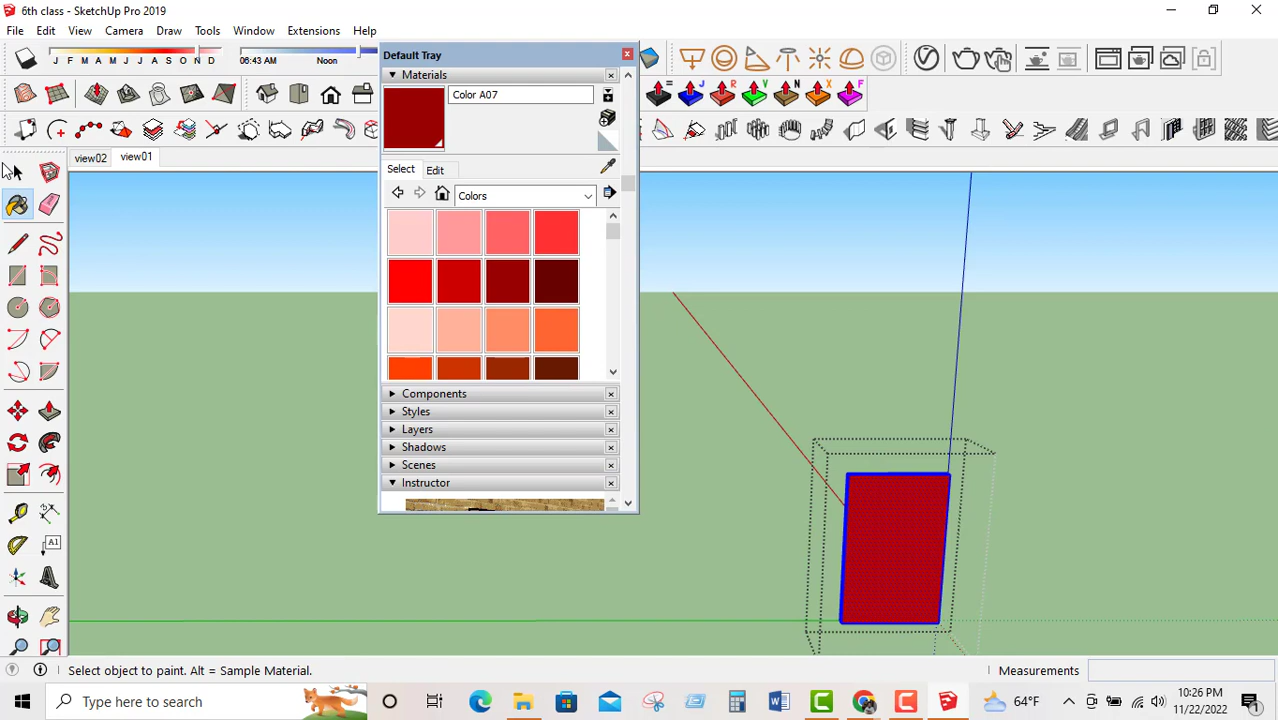 6th class - SketchUp Pro 2019
File Edit View Camera Draw Tools Window Extensions Help
J F M A M J J A S O N D 06:43 AM Noon
Default Tray
Materials
Color A07
J R V N X F
Select Edit
view02 view01
Colors
Components
Styles
Layers
Shadows
Scenes
Instructor
A1
A
Select object to paint. Alt = Sample Material.
Measurements
Type here to search
64°F
10:26 PM
11/22/2022
1